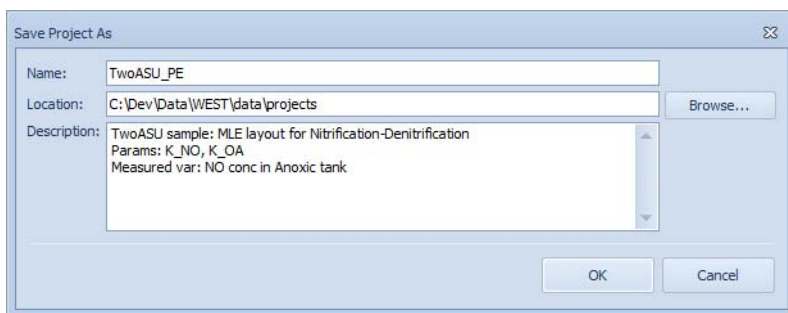 Save Project As
Name: TwoASU_PE
Location: C:\Dev\Data\WEST\data\projects Browse...
Description: TwoASU sample: MLE layout for Nitrification-Denitrification
Params: K_NO, K_OA
Measured var: NO conc in Anoxic tank
OK Cancel